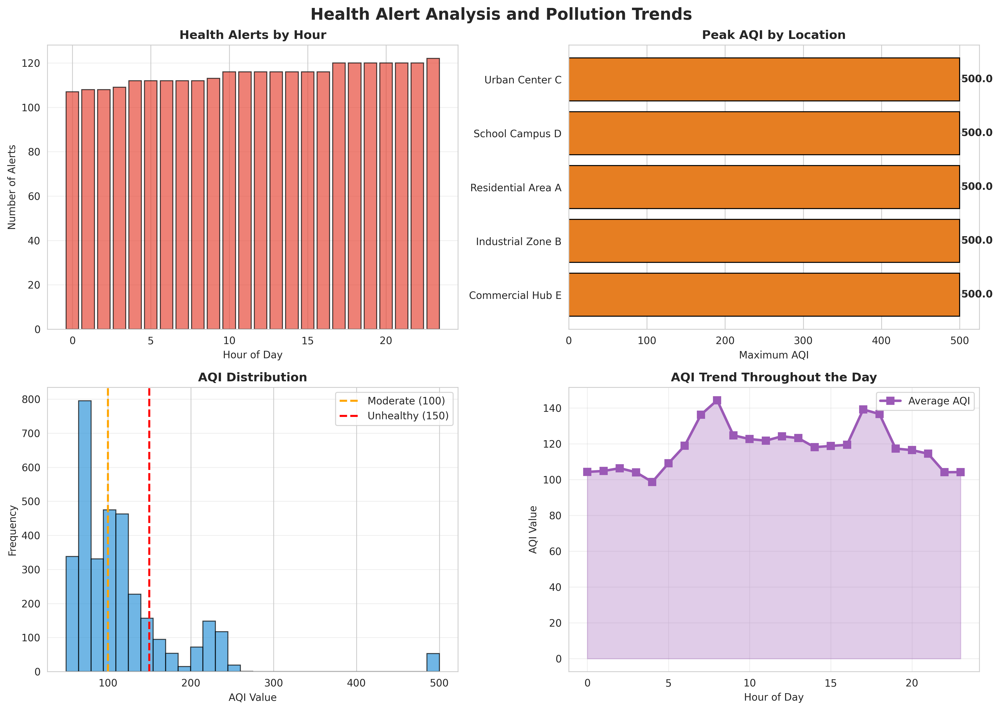 Health Alert Analysis and Pollution Trends
Health Alerts by Hour
Number of Alerts
120
100
80
60
40
20
0
0 5 10 15 20
Hour of Day
Peak AQI by Location
Urban Center C 500.0
School Campus D 500.0
Residential Area A 500.0
Industrial Zone B 500.0
Commercial Hub E 500.0
0 100 200 300 400 500
Maximum AQI
AQI Distribution
Moderate (100)
Unhealthy (150)
Frequency
800
700
600
500
400
300
200
100
0
100 200 300 400 500
AQI Value
AQI Trend Throughout the Day
Average AQI
AQI Value
140
120
100
80
60
40
20
0
0 5 10 15 20
Hour of Day